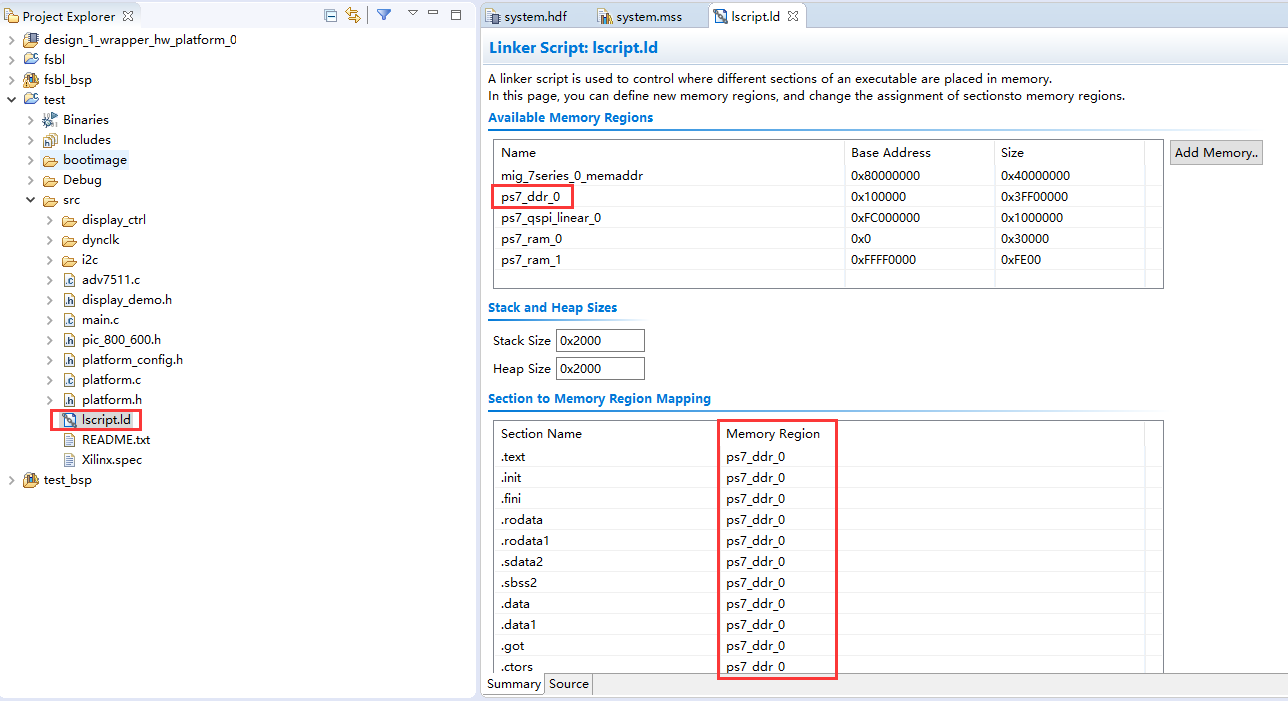 Project Explorer
design_1_wrapper_hw_platform_0
fsbl
fsbl_bsp
test
Binaries
Includes
bootimage
Debug
src
display_ctrl
dynclk
i2c
adv7511.c
display_demo.h
main.c
pic_800_600.h
platform_config.h
platform.c
platform.h
lscript.ld
README.txt
Xilinx.spec
test_bsp
system.hdf system.mss lscript.ld
Linker Script: lscript.ld
A linker script is used to control where different sections of an executable are placed in memory.
In this page, you can define new memory regions, and change the assignment of sectionsto memory regions.
Available Memory Regions
Name Base Address Size
mig_7series_0_memaddr 0x80000000 0x40000000
ps7_ddr_0 0x100000 0x3FF00000
ps7_qspi_linear_0 0xFC000000 0x1000000
ps7_ram_0 0x0 0x30000
ps7_ram_1 0xFFFF0000 0xFE00
Add Memory..
Stack and Heap Sizes
Stack Size 0x2000
Heap Size 0x2000
Section to Memory Region Mapping
Section Name Memory Region
.text ps7_ddr_0
.init ps7_ddr_0
.fini ps7_ddr_0
.rodata ps7_ddr_0
.rodata1 ps7_ddr_0
.sdata2 ps7_ddr_0
.sbss2 ps7_ddr_0
.data ps7_ddr_0
.data1 ps7_ddr_0
.got ps7_ddr_0
.ctors ps7_ddr_0
Summary Source